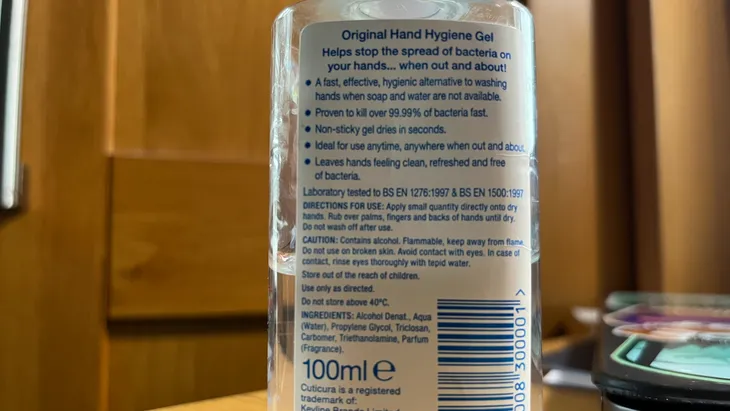 Original Hand Hygiene Gel
Helps stop the spread of bacteria on
your hands... when out and about!
• A fast, effective, hygienic alternative to washing
hands when soap and water are not available.
• Proven to kill over 99.99% of bacteria fast.
• Non-sticky gel dries in seconds.
• Ideal for use anytime, anywhere when out and about.
• Leaves hands feeling clean, refreshed and free
of bacteria.
Laboratory tested to BS EN 1276:1997 & BS EN 1500:1997
DIRECTIONS FOR USE: Apply small quantity directly onto dry
hands. Rub over palms, fingers and backs of hands until dry.
Do not wash off after use.
CAUTION: Contains alcohol. Flammable, keep away from flame.
Do not use on broken skin. Avoid contact with eyes. In case of
contact, rinse eyes thoroughly with tepid water.
Store out of the reach of children.
Use only as directed.
Do not store above 40°C.
INGREDIENTS: Alcohol Denat., Aqua
(Water), Propylene Glycol, Triclosan,
Carbomer, Triethanolamine, Parfum
(Fragrance).
100ml e
Cuticura is a registered
trademark of:
Keyline Brands Limited
008 300001 >